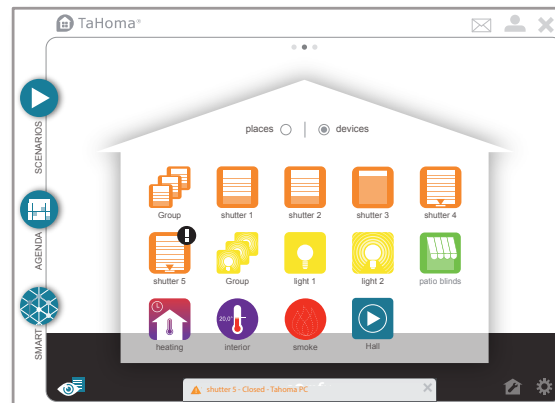 TaHoma®
places devices
SCENARIOS
AGENDA
SMART
Group shutter 1 shutter 2 shutter 3 shutter 4
shutter 5 Group light 1 light 2 patio blinds
20,0°
heating interior smoke Hall
shutter 5 - Closed - Tahoma PC